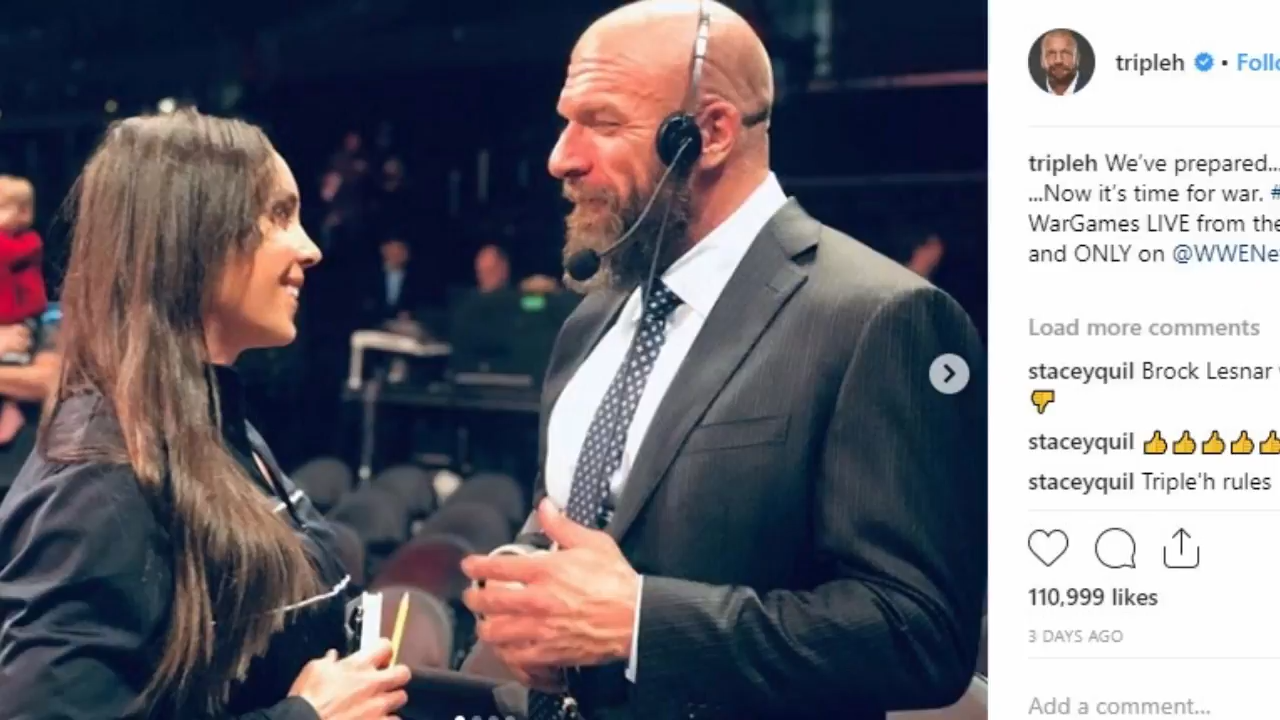 tripleh • Follo
tripleh We've prepared...
...Now it's time for war. #
WarGames LIVE from the
and ONLY on @WWENe
Load more comments
staceyquil Brock Lesnar
👎
staceyquil 👍👍👍👍👍
staceyquil Triple'h rules
110,999 likes
3 DAYS AGO
Add a comment...